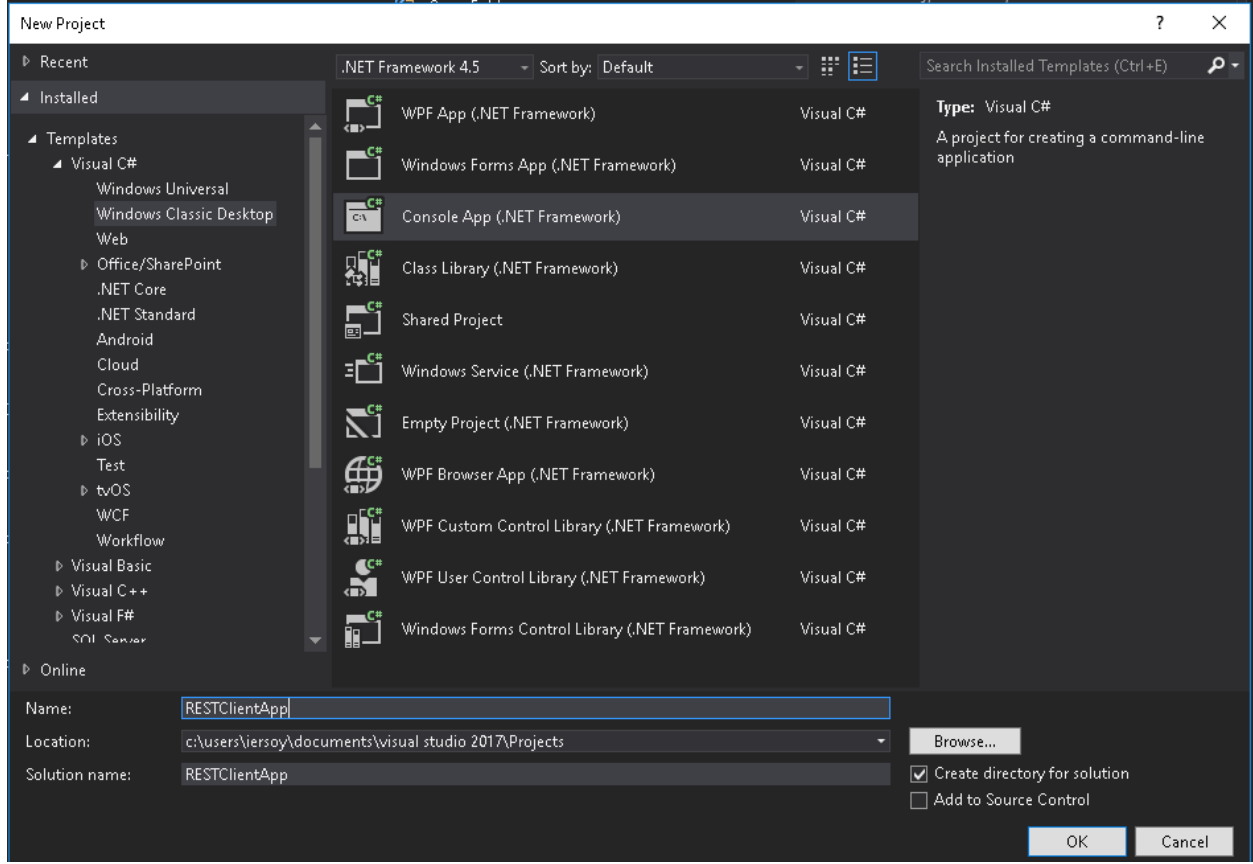 New Project
?
Recent
.NET Framework 4.5
Sort by: Default
Search Installed Templates (Ctrl+E)
Installed
Templates
Visual C#
Windows Universal
Windows Classic Desktop
Web
Office/SharePoint
.NET Core
.NET Standard
Android
Cloud
Cross-Platform
Extensibility
iOS
Test
tvOS
WCF
Workflow
Visual Basic
Visual C++
Visual F#
SQL Server
Online
WPF App (.NET Framework) Visual C#
Windows Forms App (.NET Framework) Visual C#
Console App (.NET Framework) Visual C#
Class Library (.NET Framework) Visual C#
Shared Project Visual C#
Windows Service (.NET Framework) Visual C#
Empty Project (.NET Framework) Visual C#
WPF Browser App (.NET Framework) Visual C#
WPF Custom Control Library (.NET Framework) Visual C#
WPF User Control Library (.NET Framework) Visual C#
Windows Forms Control Library (.NET Framework) Visual C#
Type: Visual C#
A project for creating a command-line
application
Name: RESTClientApp
Location: c:\users\iersoy\documents\visual studio 2017\Projects
Browse...
Solution name: RESTClientApp
Create directory for solution
Add to Source Control
OK
Cancel